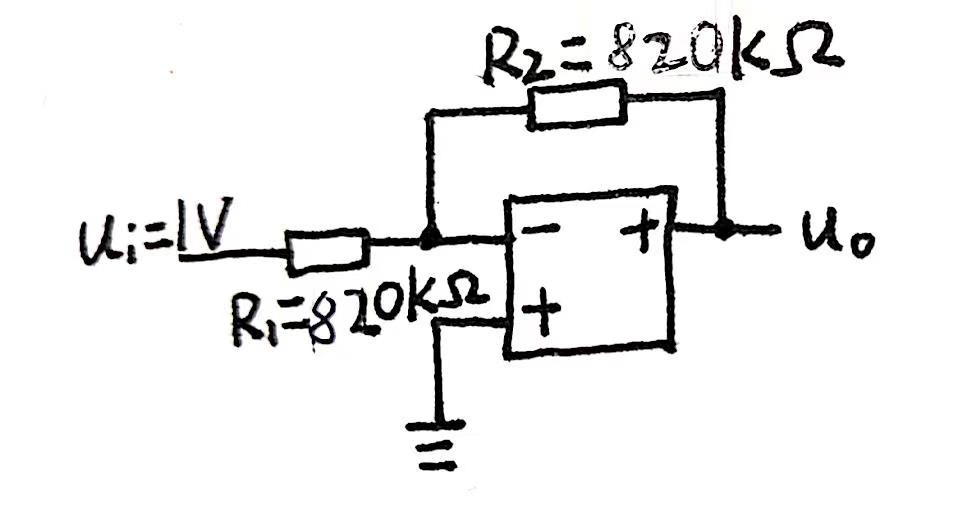 R₂=820kΩ
Ui=1V
− +
Uo
R₁=820kΩ
+